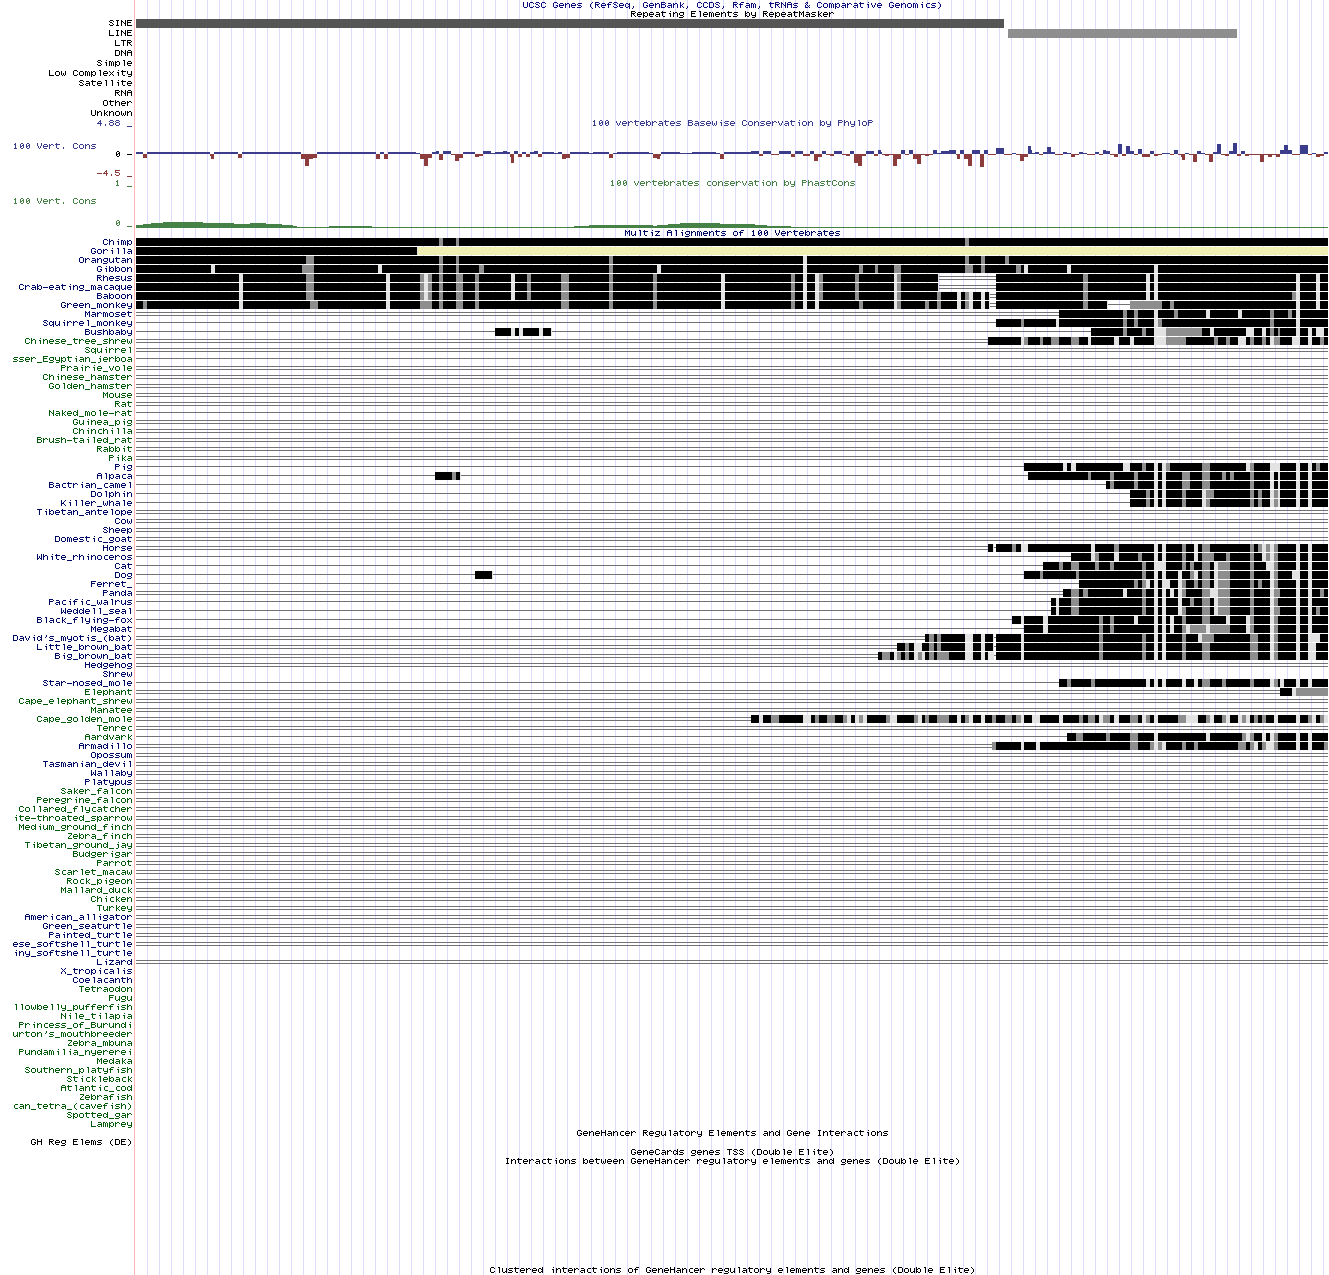 UCSC Genes (RefSeq, GenBank, CCDS, Rfam, tRNAs & Comparative Genomics)
Repeating Elements by RepeatMasker
SINE
LINE
LTR
DNA
Simple
Low Complexity
Satellite
RNA
Other
Unknown
100 vertebrates Basewise Conservation by PhyloP
4.88 _
100 Vert. Cons
0 -
-4.5 _
100 vertebrates conservation by PhastCons
1 _
100 Vert. Cons
0 _
Multiz Alignments of 100 Vertebrates
Chimp
Gorilla
Orangutan
Gibbon
Rhesus
Crab-eating_macaque
Baboon
Green_monkey
Marmoset
Squirrel_monkey
Bushbaby
Chinese_tree_shrew
Squirrel
sser_Egyptian_jerboa
Prairie_vole
Chinese_hamster
Golden_hamster
Mouse
Rat
Naked_mole-rat
Guinea_pig
Chinchilla
Brush-tailed_rat
Rabbit
Pika
Pig
Alpaca
Bactrian_camel
Dolphin
Killer_whale
Tibetan_antelope
Cow
Sheep
Domestic_goat
Horse
White_rhinoceros
Cat
Dog
Ferret_
Panda
Pacific_walrus
Weddell_seal
Black_flying-fox
Megabat
David's_myotis_(bat)
Little_brown_bat
Big_brown_bat
Hedgehog
Shrew
Star-nosed_mole
Elephant
Cape_elephant_shrew
Manatee
Cape_golden_mole
Tenrec
Aardvark
Armadillo
Opossum
Tasmanian_devil
Wallaby
Platypus
Saker_falcon
Peregrine_falcon
Collared_flycatcher
ite-throated_sparrow
Medium_ground_finch
Zebra_finch
Tibetan_ground_jay
Budgerigar
Parrot
Scarlet_macaw
Rock_pigeon
Mallard_duck
Chicken
Turkey
American_alligator
Green_seaturtle
Painted_turtle
ese_softshell_turtle
iny_softshell_turtle
Lizard
X_tropicalis
Coelacanth
Tetraodon
Fugu
llowbelly_pufferfish
Nile_tilapia
Princess_of_Burundi
urton's_mouthbreeder
Zebra_mbuna
Pundamilia_nyererei
Medaka
Southern_platyfish
Stickleback
Atlantic_cod
Zebrafish
can_tetra_(cavefish)
Spotted_gar
Lamprey
GeneHancer Regulatory Elements and Gene Interactions
GH Reg Elems (DE)
GeneCards genes TSS (Double Elite)
Interactions between GeneHancer regulatory elements and genes (Double Elite)
Clustered interactions of GeneHancer regulatory elements and genes (Double Elite)